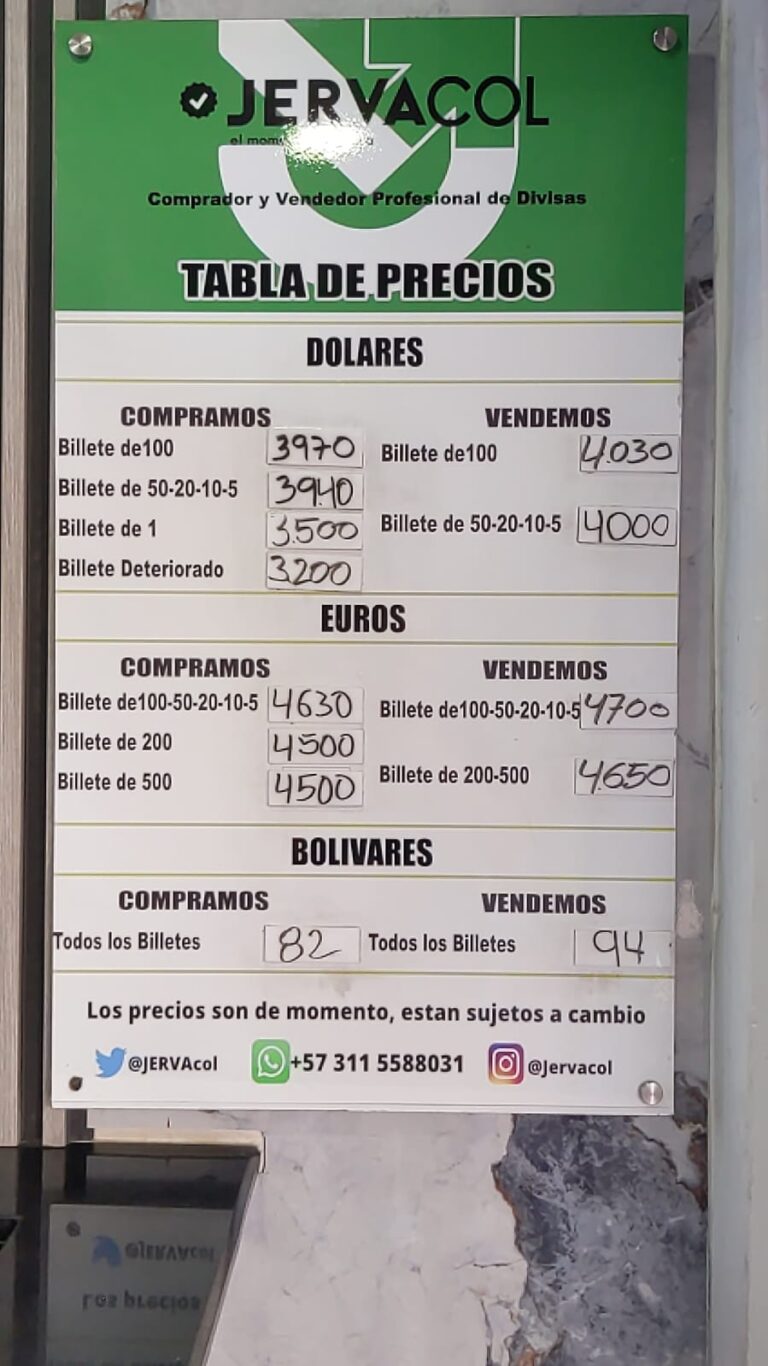 JERVACOL
el mom
Comprador y Vendedor Profesional de Divisas
TABLA DE PRECIOS
DOLARES
COMPRAMOS VENDEMOS
Billete de100 3970 Billete de100 4.030
Billete de 50-20-10-5 3940
Billete de 50-20-10-5 4000
Billete de 1 3.500
Billete Deteriorado 3200
EUROS
COMPRAMOS VENDEMOS
Billete de100-50-20-10-5 4630 Billete de100-50-20-10-5 4700
Billete de 200 4500
Billete de 200-500 4.650
Billete de 500 4500
BOLIVARES
COMPRAMOS VENDEMOS
Todos los Billetes 82 Todos los Billetes 94
Los precios son de momento, estan sujetos a cambio
@JERVAcol +57 311 5588031 @Jervacol